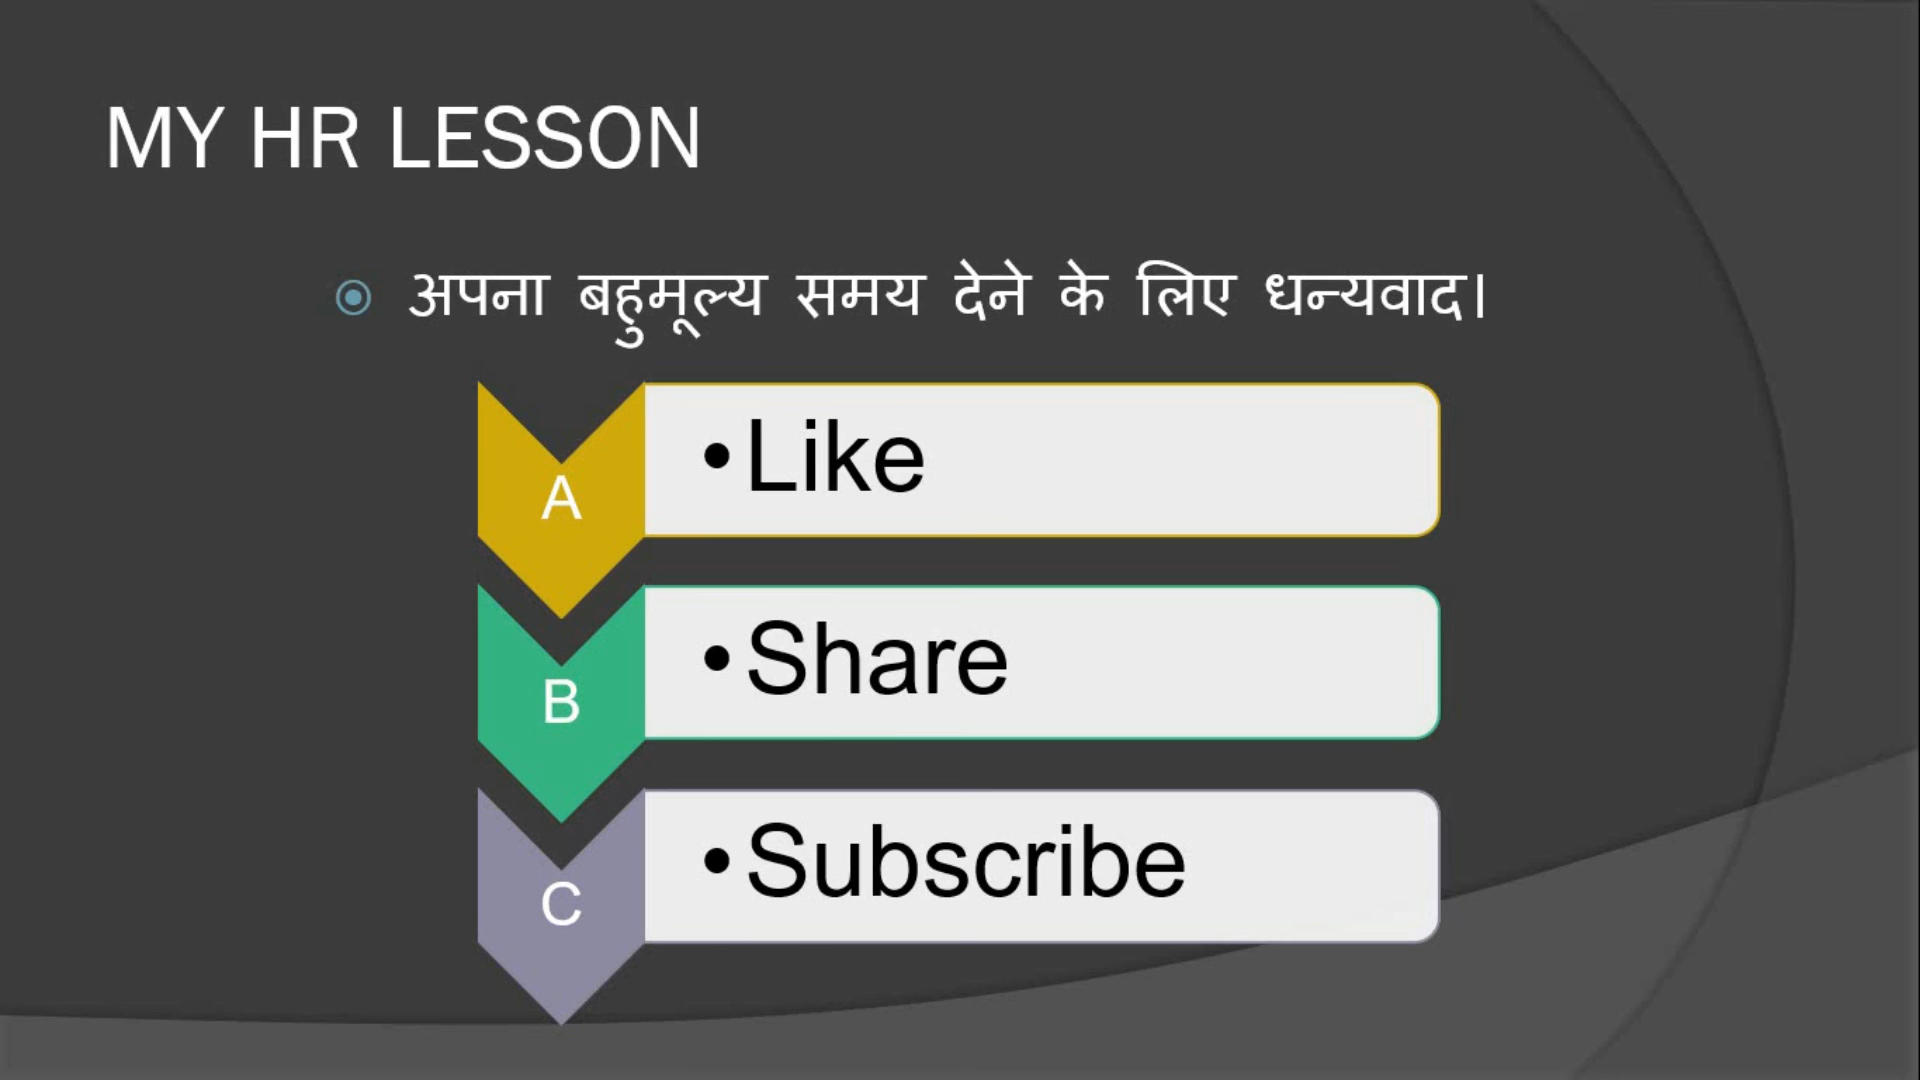 MY HR LESSON
अपना बहुमूल्य समय देने के लिए धन्यवाद।
A
•Like
B
•Share
C
•Subscribe